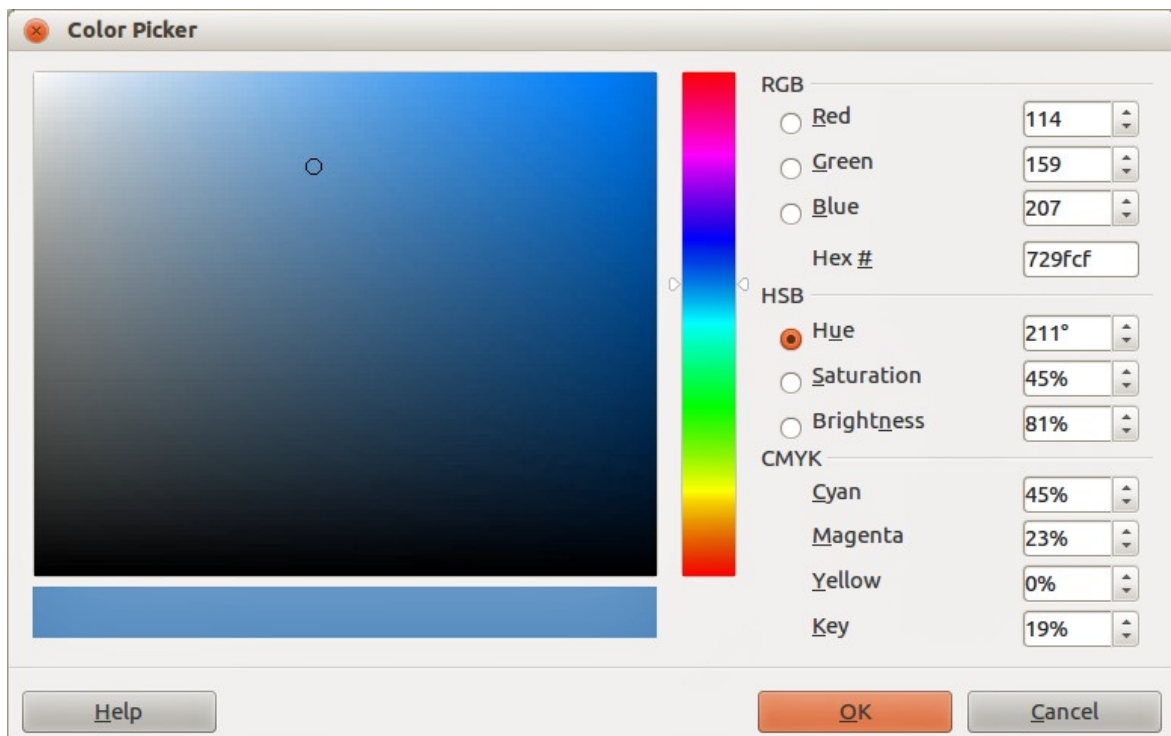 Color Picker
RGB
Red 114
Green 159
Blue 207
Hex # 729fcf
HSB
Hue 211°
Saturation 45%
Brightness 81%
CMYK
Cyan 45%
Magenta 23%
Yellow 0%
Key 19%
Help OK Cancel